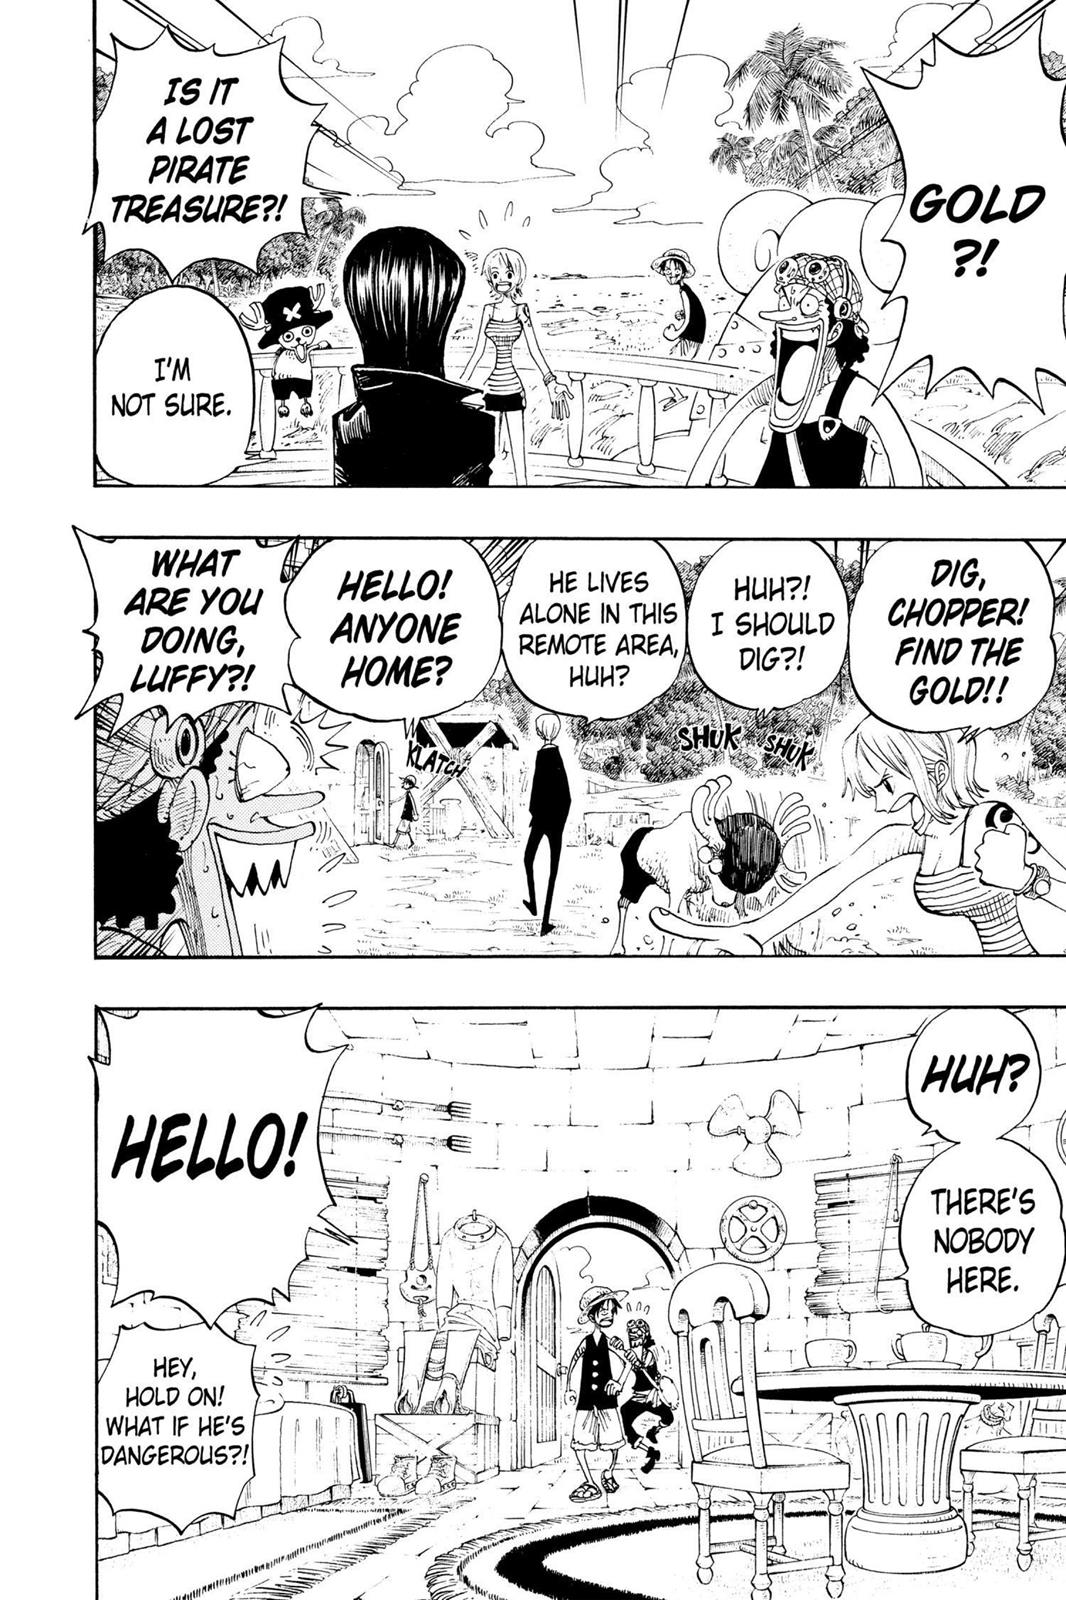 GOLD
?!
IS IT
A LOST
PIRATE
TREASURE?!
I'M
NOT SURE.
DIG,
CHOPPER!
FIND THE
GOLD!!
HUH?!
I SHOULD
DIG?!
SHUK
SHUK
HE LIVES
ALONE IN THIS
REMOTE AREA,
HUH?
HELLO!
ANYONE
HOME?
KLATCH
WHAT
ARE YOU
DOING,
LUFFY?!
HUH?
THERE'S
NOBODY
HERE.
HELLO!
HEY,
HOLD ON!
WHAT IF HE'S
DANGEROUS?!